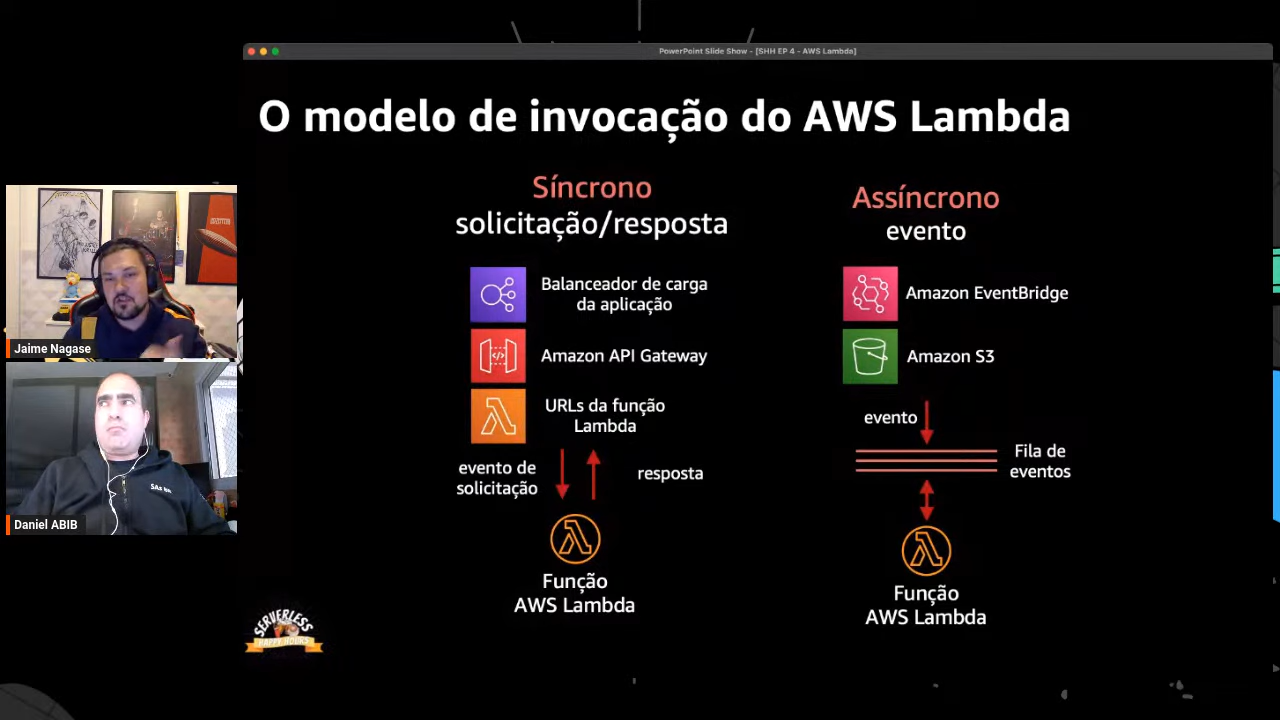 PowerPoint Slide Show - [SHH EP 4 - AWS Lambda]
O modelo de invocação do AWS Lambda
Síncrono
solicitação/resposta
Balanceador de carga
da aplicação
Amazon API Gateway
URLs da função
Lambda
evento de
solicitação
resposta
Função
AWS Lambda
Assíncrono
evento
Amazon EventBridge
Amazon S3
evento
Fila de
eventos
Função
AWS Lambda
Jaime Nagase
Daniel ABIB
SERVERLESS
HAPPY HOURS